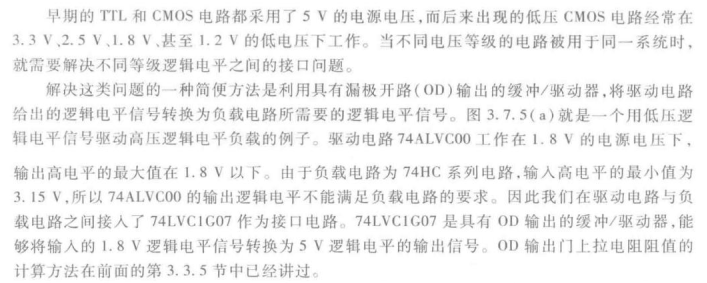 早期的 TTL 和 CMOS 电路都采用了 5 V 的电源电压,而后来出现的低压 CMOS 电路经常在
3.3 V、2.5 V、1.8 V、甚至 1.2 V 的低电压下工作。当不同电压等级的电路被用于同一系统时,
就需要解决不同等级逻辑电平之间的接口问题。
解决这类问题的一种简便方法是利用具有漏极开路(OD)输出的缓冲/驱动器,将驱动电路
给出的逻辑电平信号转换为负载电路所需要的逻辑电平信号。图 3.7.5(a)就是一个用低压逻
辑电平信号驱动高压逻辑电平负载的例子。驱动电路 74ALVC00 工作在 1.8 V 的电源电压下,
输出高电平的最大值在 1.8 V 以下。由于负载电路为 74HC 系列电路,输入高电平的最小值为
3.15 V,所以 74ALVC00 的输出逻辑电平不能满足负载电路的要求。因此我们在驱动电路与负
载电路之间接入了 74LVC1G07 作为接口电路。74LVC1G07 是具有 OD 输出的缓冲/驱动器,能
够将输入的 1.8 V 逻辑电平信号转换为 5 V 逻辑电平的输出信号。OD 输出门上拉电阻阻值的
计算方法在前面的第 3.3.5 节中已经讲过。